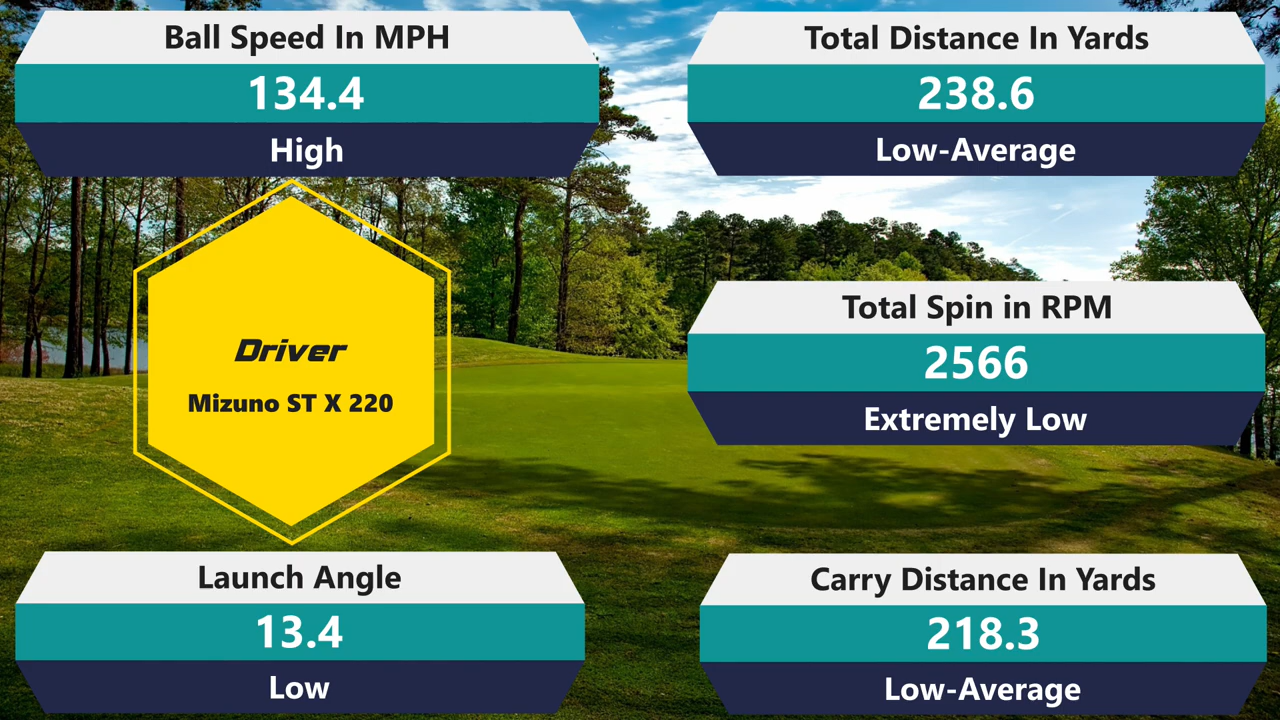 Ball Speed In MPH
134.4
High
Total Distance In Yards
238.6
Low-Average
Driver
Mizuno ST X 220
Total Spin in RPM
2566
Extremely Low
Launch Angle
13.4
Low
Carry Distance In Yards
218.3
Low-Average